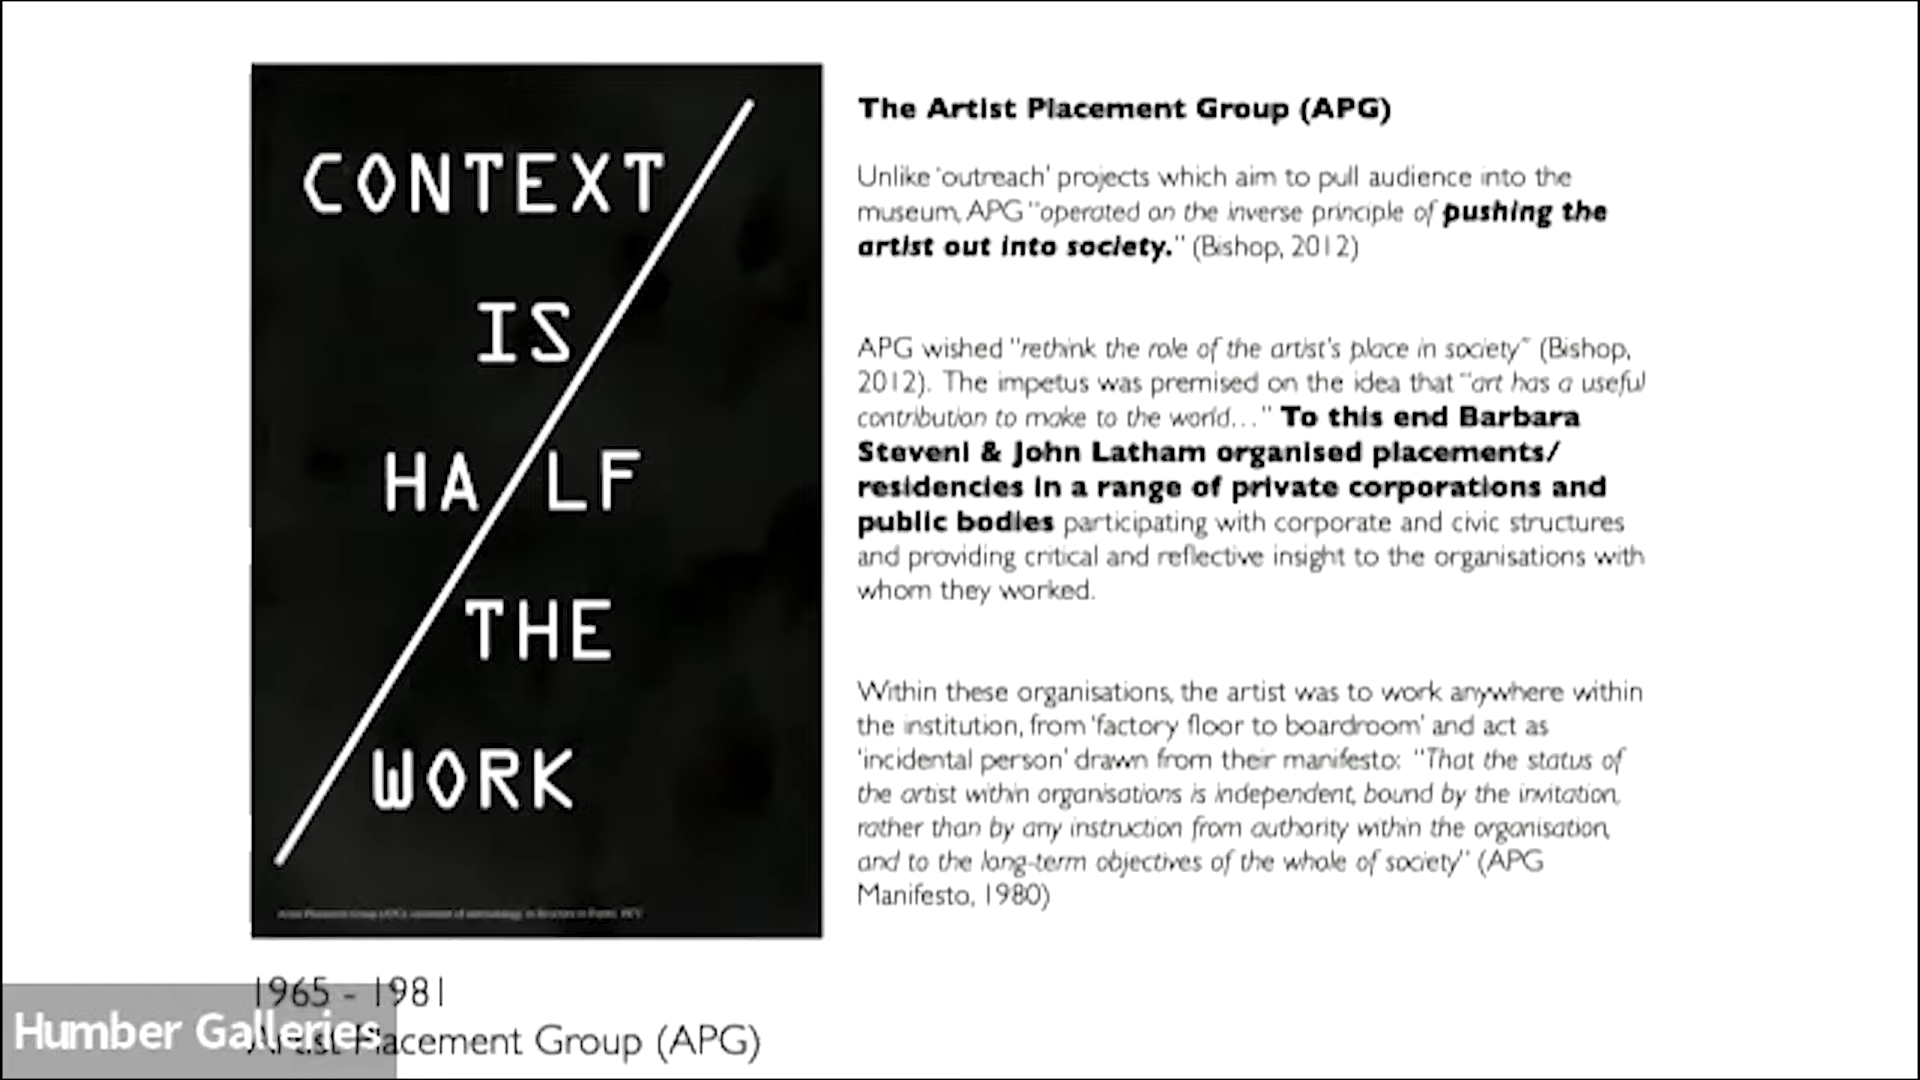 CONTEXT
IS
HA/LF
THE
WORK
1965 - 1981
Artist Placement Group (APG)
Humber Galleries
The Artist Placement Group (APG)
Unlike 'outreach' projects which aim to pull audience into the
museum, APG "operated on the inverse principle of pushing the
artist out into society." (Bishop, 2012)
APG wished "rethink the role of the artist's place in society" (Bishop,
2012). The impetus was premised on the idea that "art has a useful
contribution to make to the world…" To this end Barbara
Steveni & John Latham organised placements/
residencies in a range of private corporations and
public bodies participating with corporate and civic structures
and providing critical and reflective insight to the organisations with
whom they worked.
Within these organisations, the artist was to work anywhere within
the institution, from 'factory floor to boardroom' and act as
'incidental person' drawn from their manifesto: "That the status of
the artist within organisations is independent, bound by the invitation,
rather than by any instruction from authority within the organisation,
and to the long-term objectives of the whole of society" (APG
Manifesto, 1980)